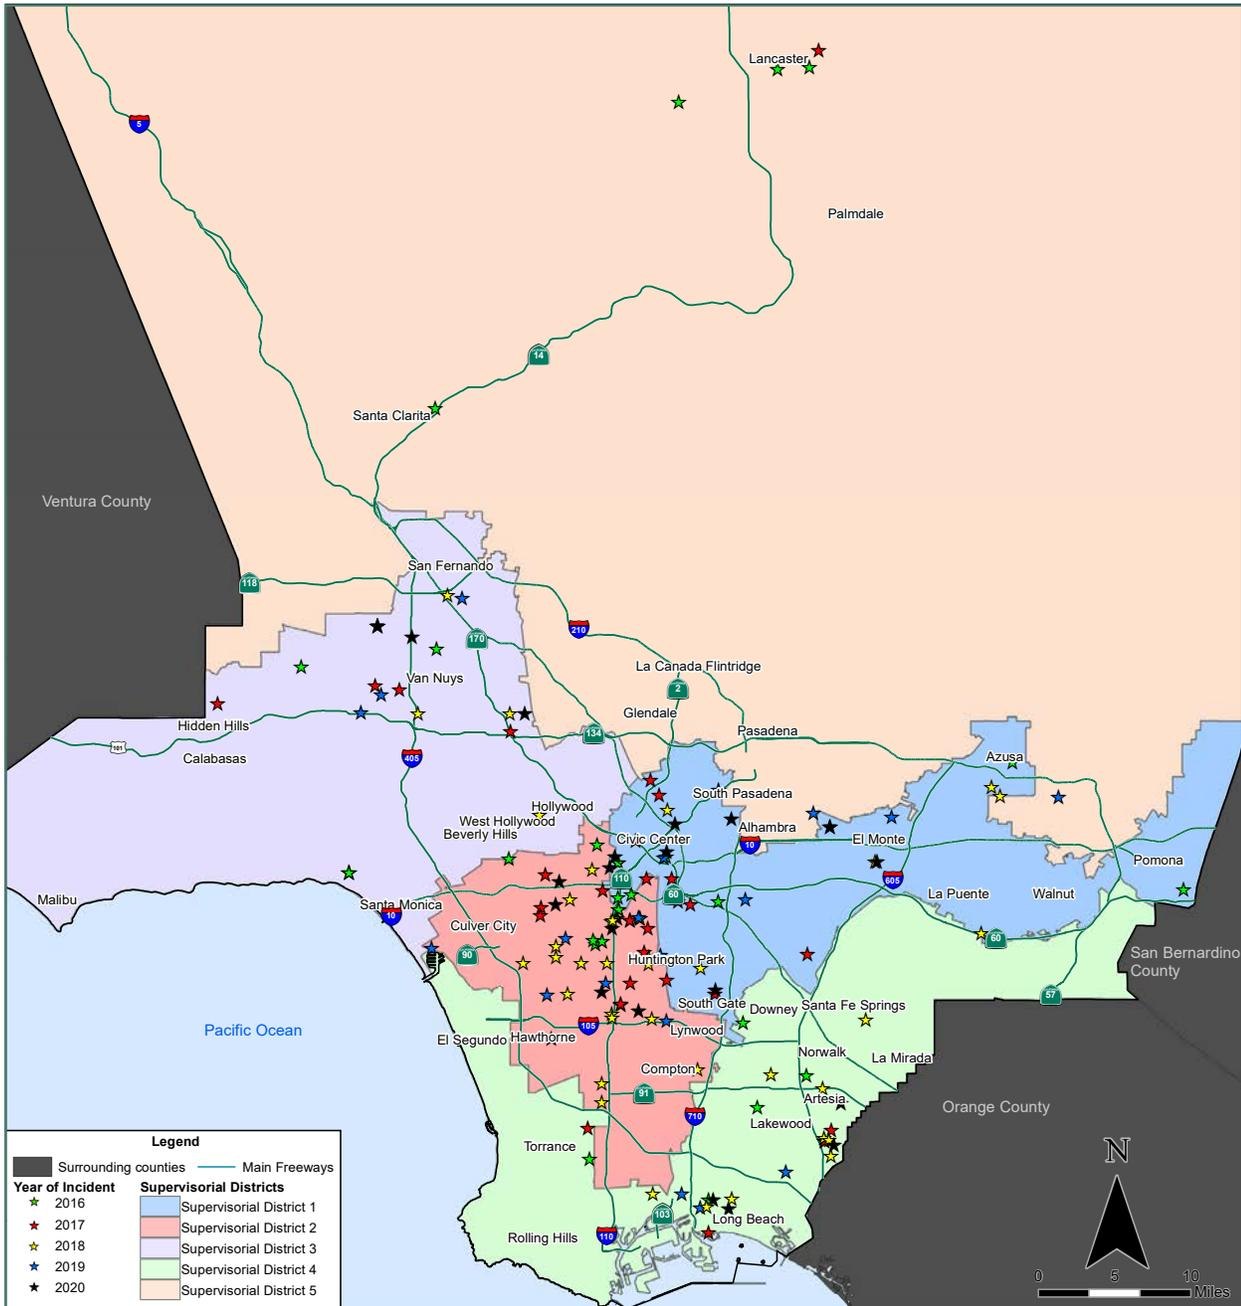 Lancaster
5
Palmdale
14
Santa Clarita
Ventura County
San Fernando
118
210
170
La Canada Flintridge
Van Nuys
2
Glendale
Hidden Hills
134
Pasadena
101
Calabasas
405
Azusa
South Pasadena
Hollywood
West Hollywood
Beverly Hills
Civic Center
Alhambra
10
El Monte
Pomona
110
605
Malibu
60
La Puente
Walnut
Santa Monica
10
Culver City
60
90
Huntington Park
San Bernardino
County
57
South Gate
Downey
Santa Fe Springs
105
Pacific Ocean
El Segundo
Hawthorne
Lynwood
Norwalk
La Mirada
Compton
91
Artesia
Orange County
710
Lakewood
Torrance
103
Long Beach
Rolling Hills
110
Legend
Surrounding counties
Main Freeways
Year of Incident
Supervisorial Districts
2016
Supervisorial District 1
2017
Supervisorial District 2
2018
Supervisorial District 3
2019
Supervisorial District 4
2020
Supervisorial District 5
N
0 5 10
Miles